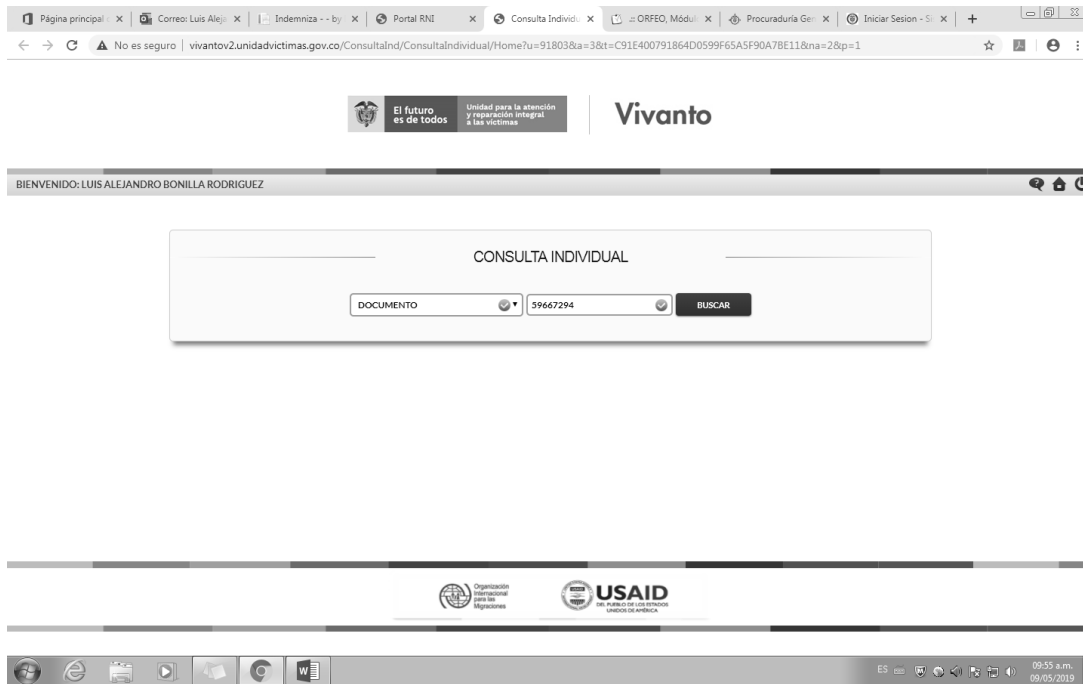 Página principal
Correo: Luis Aleja
Indemniza - - by
Portal RNI
Consulta Individu
.: ORFEO, Módul
Procuraduría Gen
Iniciar Sesion - Si
No es seguro | vivantov2.unidadvictimas.gov.co/ConsultaInd/ConsultaIndividual/Home?u=91803&a=3&t=C91E400791864D0599F65A5F90A7BE11&na=2&p=1
El futuro
es de todos
Unidad para la atención
y reparación integral
a las víctimas
Vivanto
BIENVENIDO: LUIS ALEJANDRO BONILLA RODRIGUEZ
CONSULTA INDIVIDUAL
DOCUMENTO
59667294
BUSCAR
Organización
Internacional
para las
Migraciones
USAID
DEL PUEBLO DE LOS ESTADOS
UNIDOS DE AMÉRICA
ES
09:55 a.m.
09/05/2019